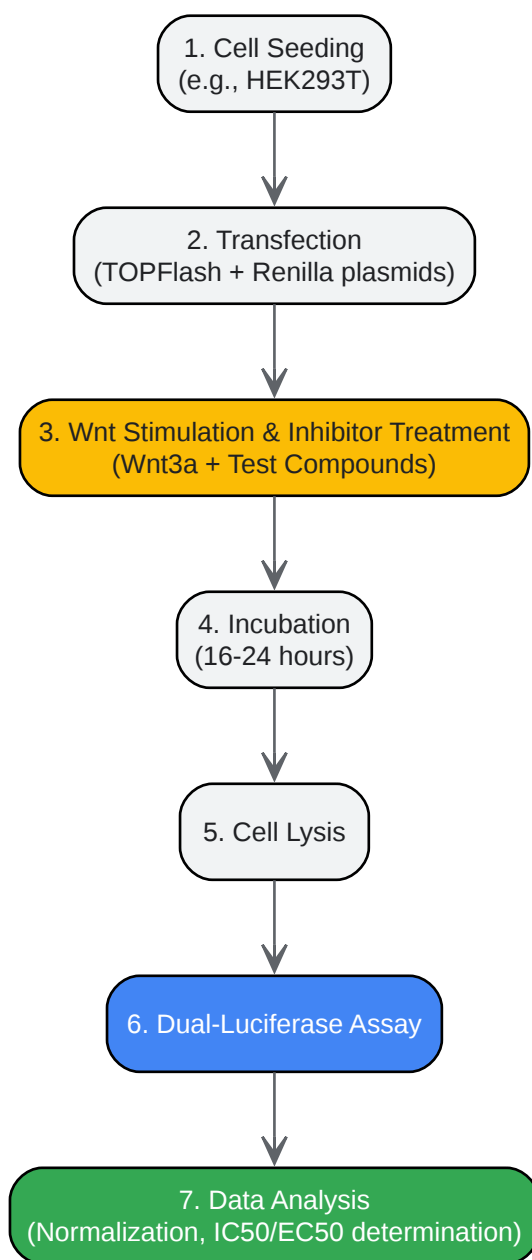 1. Cell Seeding
(e.g., HEK293T)
2. Transfection
(TOPFlash + Renilla plasmids)
3. Wnt Stimulation & Inhibitor Treatment
(Wnt3a + Test Compounds)
4. Incubation
(16-24 hours)
5. Cell Lysis
6. Dual-Luciferase Assay
7. Data Analysis
(Normalization, IC50/EC50 determination)